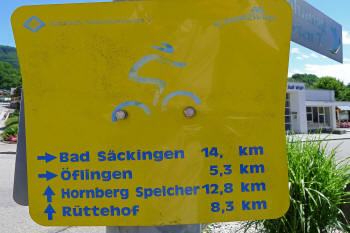 Bad Säckingen 14, km
Öflingen 5,3 km
Hornberg Speicher 12,8 km
Rüttehof 8,3 km